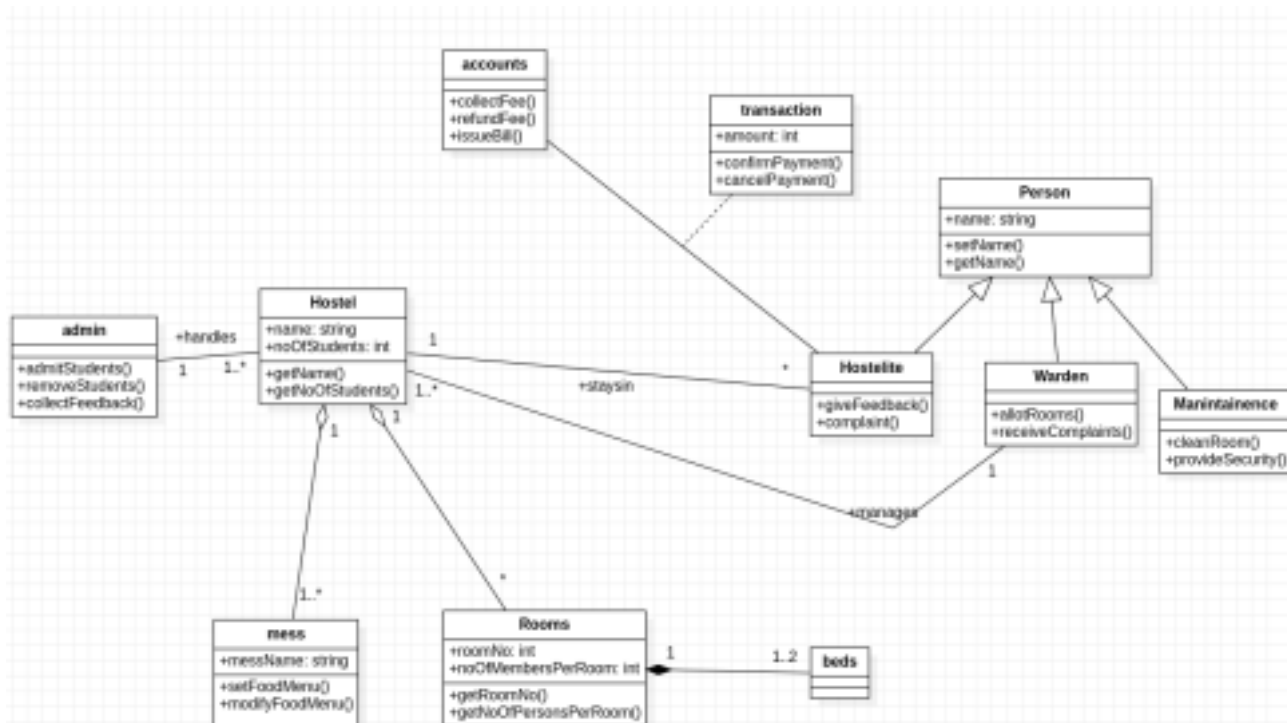 accounts
+collectFee()
+refundFee()
+issueBill()
transaction
+amount: int
+confirmPayment()
+cancelPayment()
Person
+name: string
+setName()
+getName()
admin
+admitStudents()
+removeStudents()
+collectFeedback()
+handles
1
1..*
Hostel
+name: string
+noOfStudents: int
+getName()
+getNoOfStudents()
1
+staysin
*
1..*
+manages
1
Hostelite
+giveFeedback()
+complaint()
Warden
+allotRooms()
+receiveComplaints()
Manintainence
+cleanRoom()
+provideSecurity()
1
1
1..*
*
mess
+messName: string
+setFoodMenu()
+modifyFoodMenu()
Rooms
+roomNo: int
+noOfMembersPerRoom: int
+getRoomNo()
+getNoOfPersonsPerRoom()
1
1..2
beds